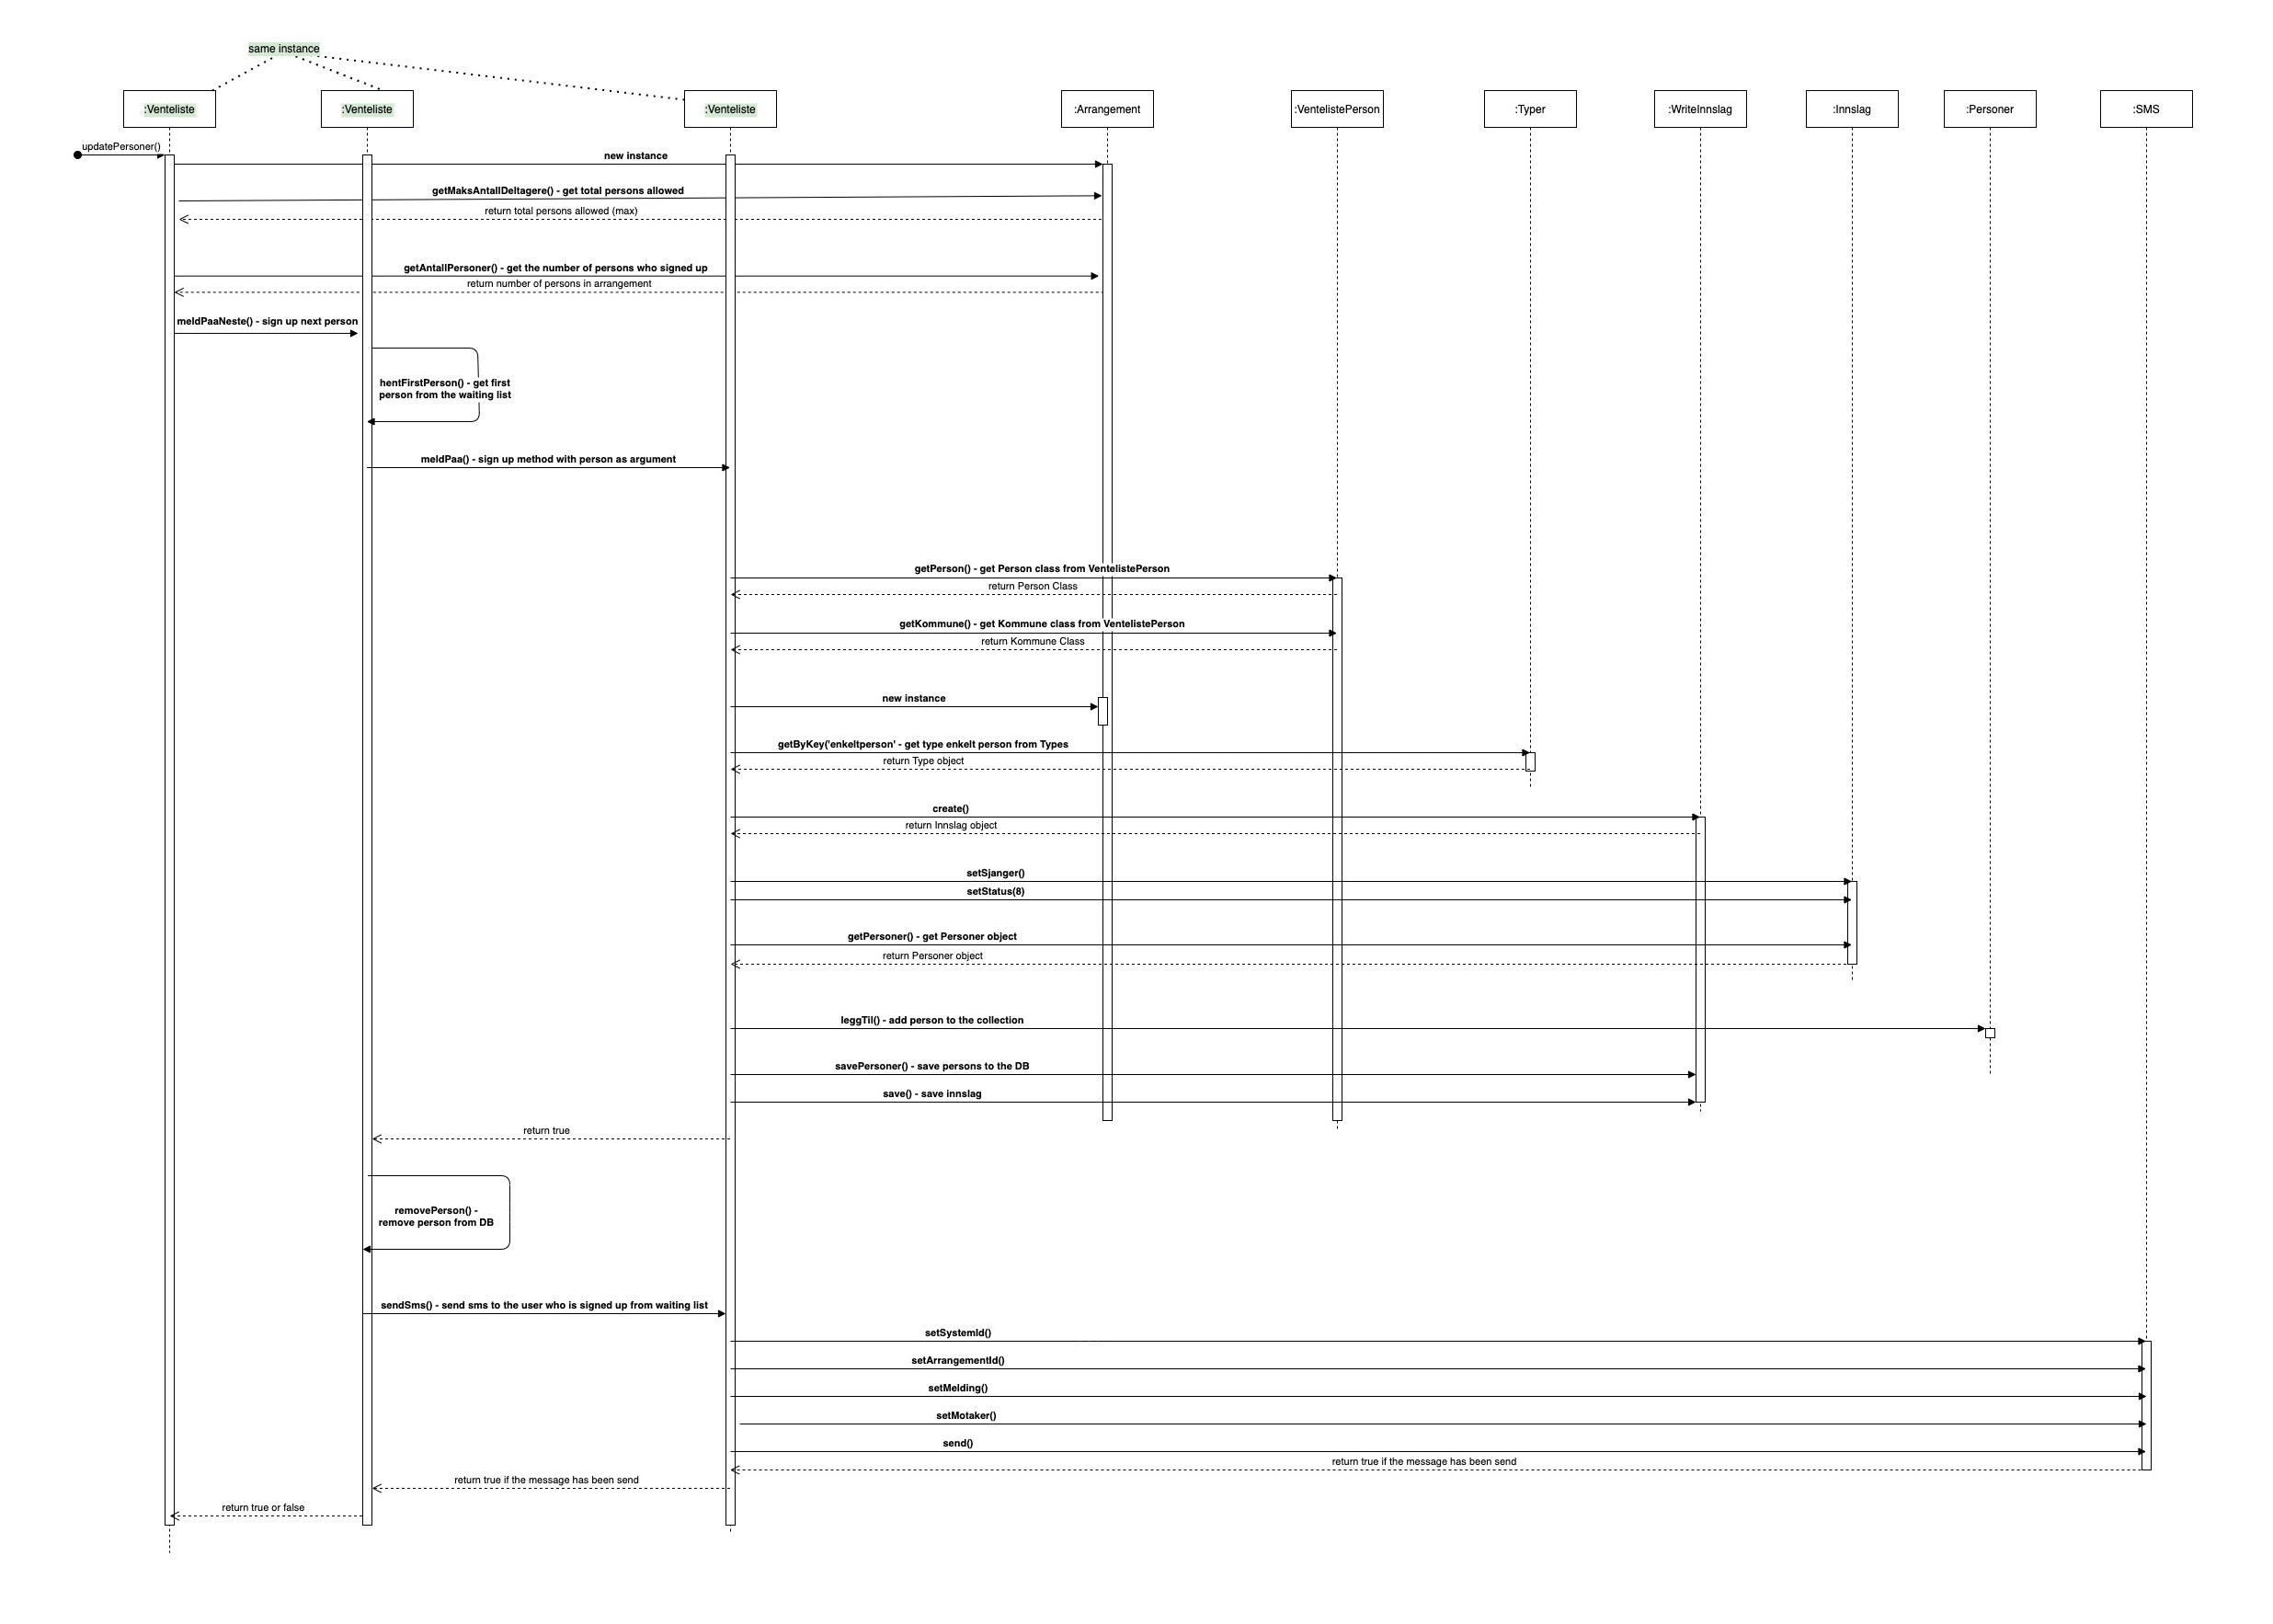 same instance
:Venteliste
:Venteliste
:Venteliste
:Arrangement
:VentelistePerson
:Typer
:WriteInnslag
:Innslag
:Personer
:SMS
updatePersoner()
new instance
getMaksAntallDeltagere() - get total persons allowed
return total persons allowed (max)
getAntallPersoner() - get the number of persons who signed up
return number of persons in arrangement
meldPaaNeste() - sign up next person
hentFirstPerson() - get first
person from the waiting list
meldPaa() - sign up method with person as argument
getPerson() - get Person class from VentelistePerson
return Person Class
getKommune() - get Kommune class from VentelistePerson
return Kommune Class
new instance
getByKey('enkeltperson' - get type enkelt person from Types
return Type object
create()
return Innslag object
setSjanger()
setStatus(8)
getPersoner() - get Personer object
return Personer object
leggTil() - add person to the collection
savePersoner() - save persons to the DB
save() - save innslag
return true
removePerson() -
remove person from DB
sendSms() - send sms to the user who is signed up from waiting list
setSystemId()
setArrangementId()
setMelding()
setMotaker()
send()
return true if the message has been send
return true if the message has been send
return true or false